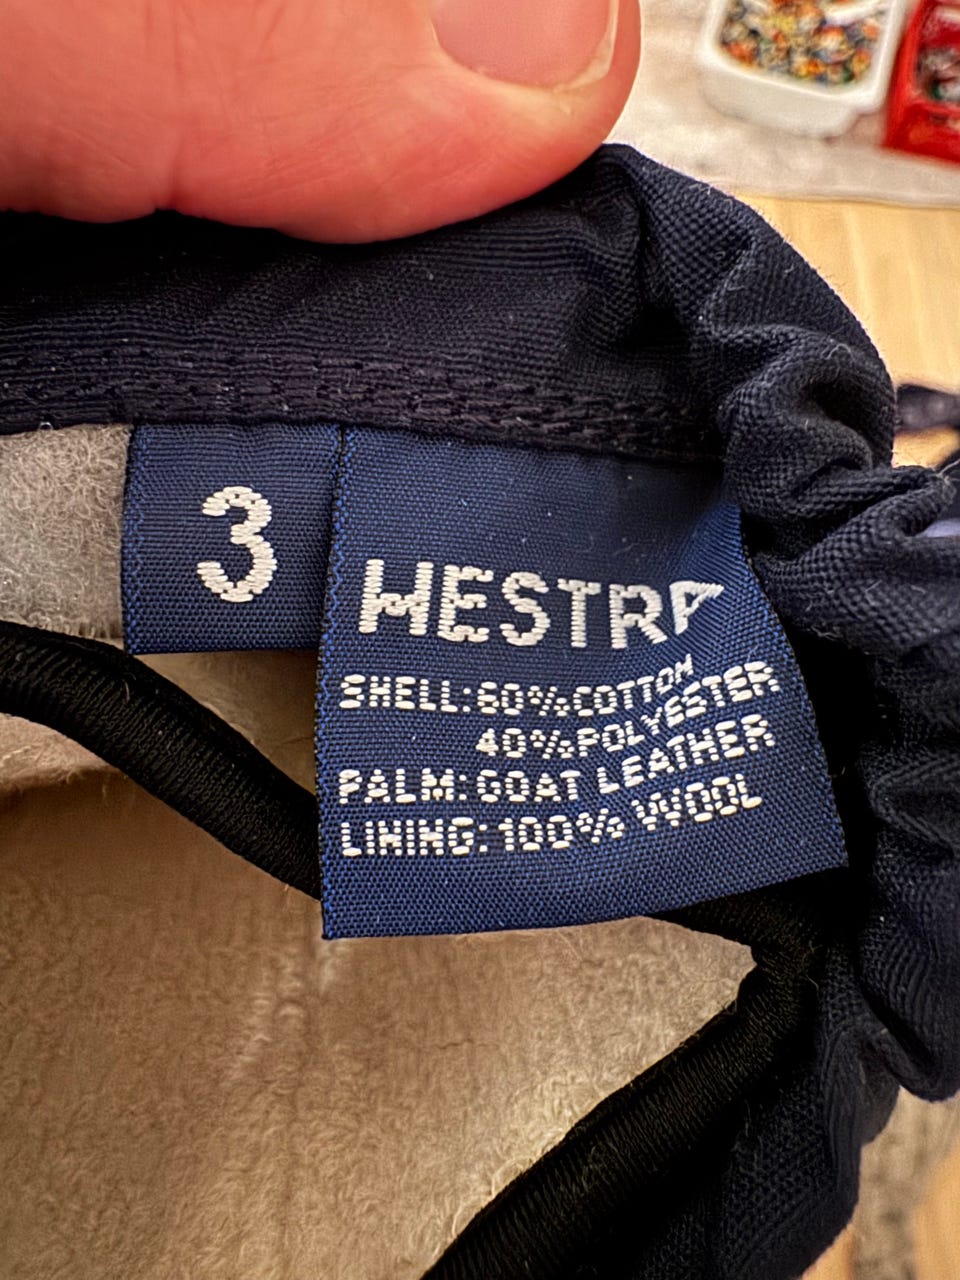 3
HESTRA
SHELL:60%COTTON
40%POLYESTER
PALM:GOAT LEATHER
LINING:100% WOOL